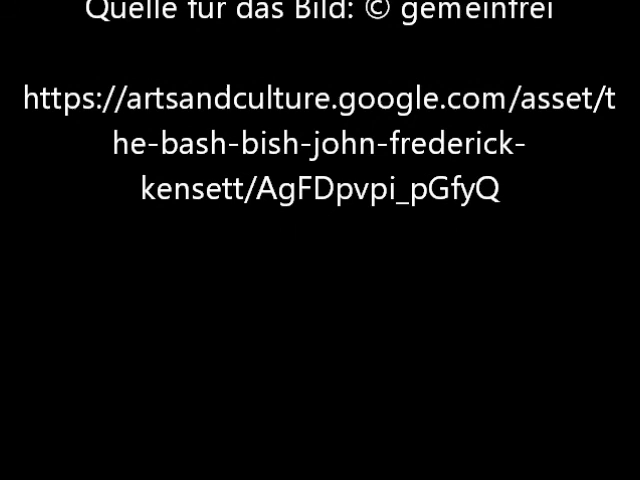 Quelle für das Bild: © gemeinfrei
https://artsandculture.google.com/asset/t
he-bash-bish-john-frederick-
kensett/AgFDpvpi_pGfyQ